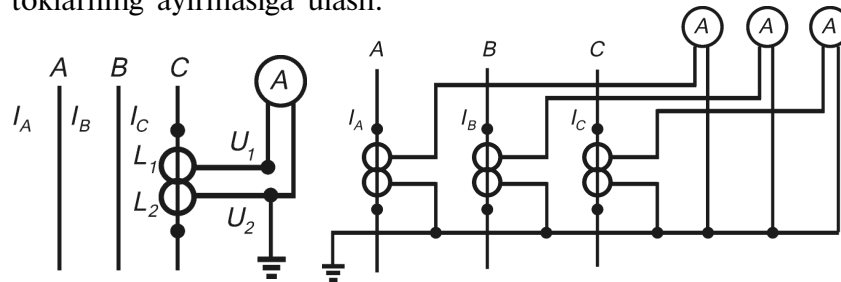 toklarning ayirmasiga ulash.
A B C A
I_A I_B I_C
L_1 U_1
L_2 U_2
A B C A A A
I_A I_B I_C